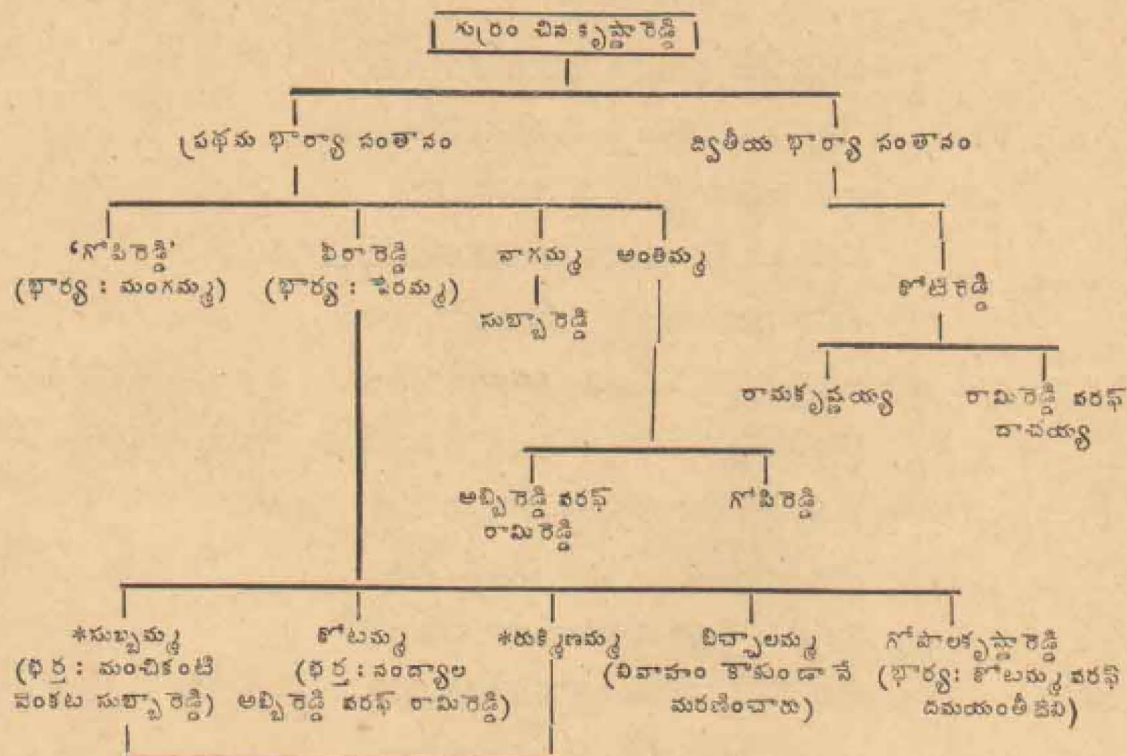 గుర్రం చిన కృష్ణా రెడ్డి
ప్రథమ భార్యా సంతానం
ద్వితీయ భార్యా సంతానం
'గోపిరెడ్డి' వీరా రెడ్డి నాగమ్మ అంతిమ్మ
(భార్య : మంగమ్మ) (భార్య : పేరమ్మ)
కోటిరెడ్డి
సుబ్బా రెడ్డి
రామకృష్ణయ్య రామిరెడ్డి వరఫ్
దాచయ్య
అబ్బి రెడ్డి వరఫ్ గోపి రెడ్డి
రామి రెడ్డి
*సుబ్బమ్మ కోటమ్మ *రుక్మిణమ్మ బిచ్చాలమ్మ గోపాలకృష్ణా రెడ్డి
(భర్త : మంచికంటి (భర్త : నంద్యాల (వివాహం కాకుండా నే (భార్య: కోటమ్మ వరఫ్
వెంకట సుబ్బా రెడ్డి) అబ్బి రెడ్డి వరఫ్ రామిరెడ్డి) మరణించారు) దమయంతీ దేవి)